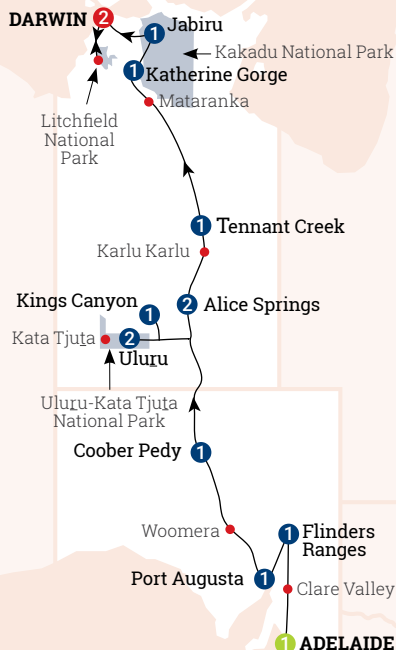 DARWIN 2
1 Jabiru
Kakadu National Park
1 Katherine Gorge
Mataranka
Litchfield
National
Park
1 Tennant Creek
Karlu Karlu
Kings Canyon 1
2 Alice Springs
Kata Tjuṯa
2
Uluṟu
Uluṟu-Kata Tjuṯa
National Park
Coober Pedy 1
Woomera
1 Flinders
Ranges
Port Augusta 1
Clare Valley
1 ADELAIDE